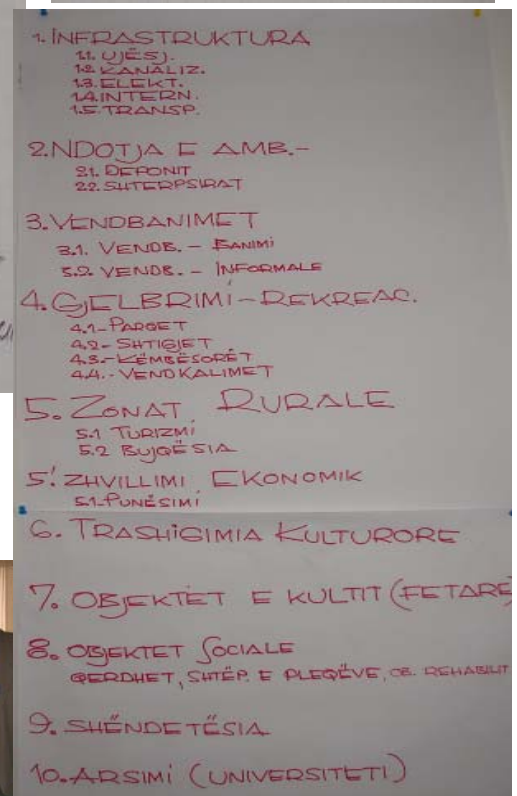 1. INFRASTRUKTURA
1.1. UJËSJ.
1.2. KANALIZ.
1.3. ELEKT.
1.4. INTERN.
1.5. TRANSP.
2. NDOTJA E AMB.-
2.1. DEPONIT
2.2. SHTERPSIRAT
3. VENDBANIMET
3.1. VENDB. - BANIMI
3.2. VENDB. - INFORMALE
4. GJELBRIMI - REKREAC.
4.1- PARQET
4.2- SHTIGJET
4.3.- KËMBËSORËT
4.4.- VENDKALIMET
5. ZONAT RURALE
5.1 TURIZMI
5.2 BUJQËSIA
5.' ZHVILLIMI EKONOMIK
5.1- PUNËSIMI
6. TRASHIGIMIA KULTURORE
7. OBJEKTET E KULTIT (FETARE
8. OBJEKTET SOCIALE
QERDHET, SHTËP. E PLEQËVE, OB. REHABILIT
9. SHËNDETËSIA
10. ARSIMI (UNIVERSITETI)